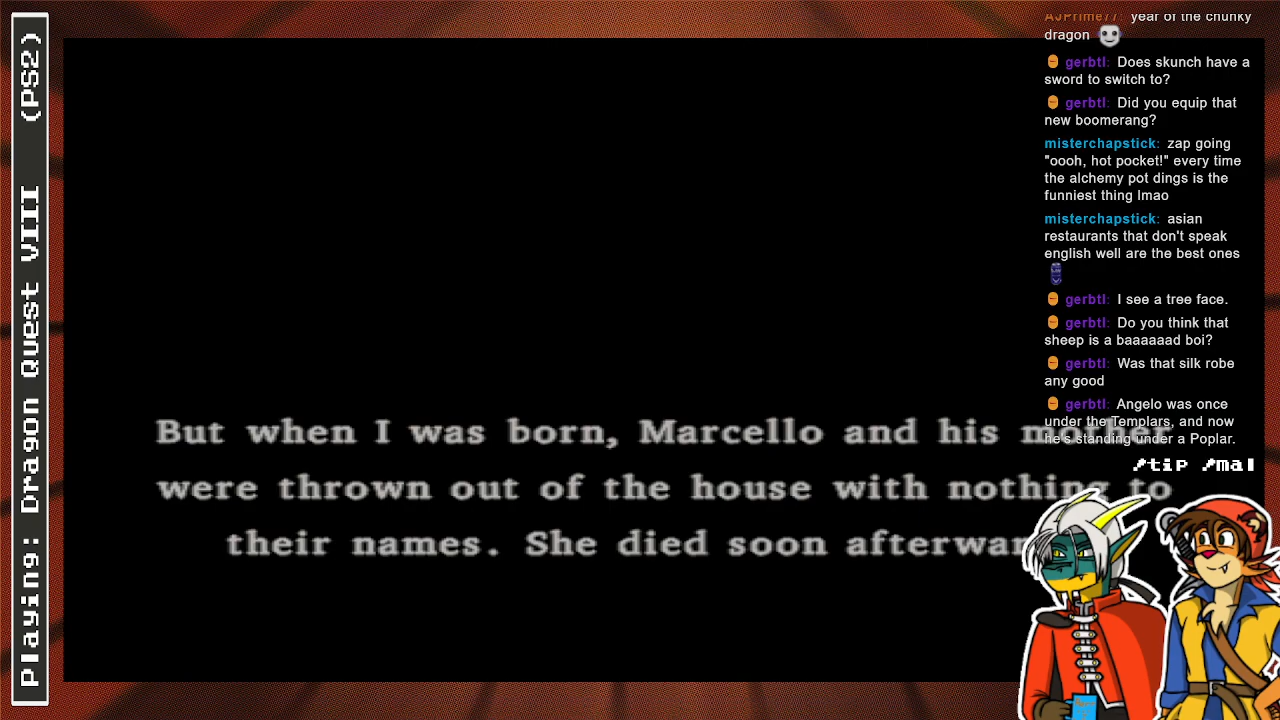 Playing: Dragon Quest VIII (PS2)
AJPrime77: year of the chunky
dragon
gerbtl: Does skunch have a
sword to switch to?
gerbtl: Did you equip that
new boomerang?
misterchapstick: zap going
"oooh, hot pocket!" every time
the alchemy pot dings is the
funniest thing lmao
misterchapstick: asian
restaurants that don't speak
english well are the best ones
gerbtl: I see a tree face.
gerbtl: Do you think that
sheep is a baaaaad boi?
gerbtl: Was that silk robe
any good
gerbtl: Angelo was once
under the Templars, and now
he's standing under a Poplar.
/tip /mal
But when I was born, Marcello and his mother
were thrown out of the house with nothing to
their names. She died soon